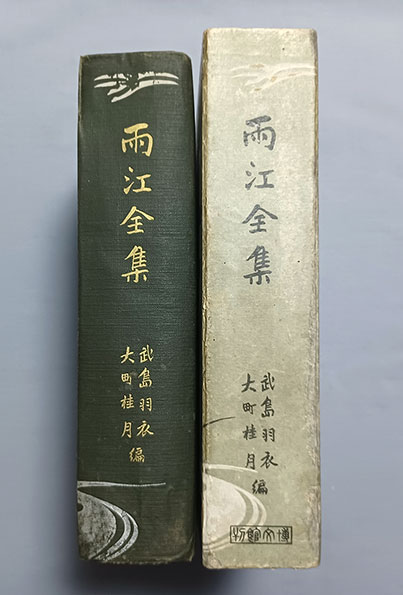 雨江全集
武島羽衣
大町桂月
編
雨江全集
武島羽衣
大町桂月
編
博文館